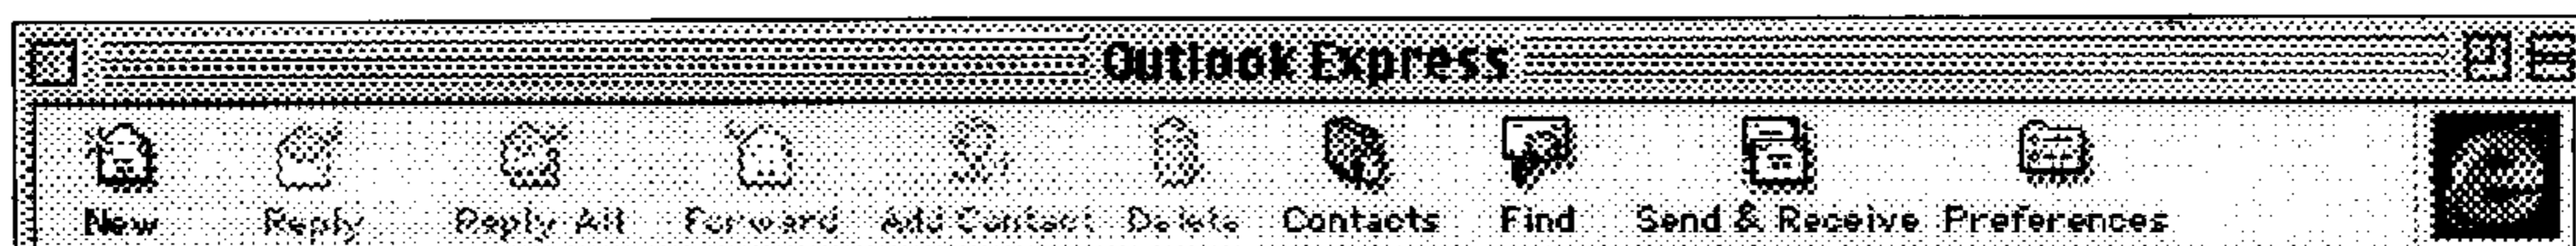 Outlook Express
New Reply Reply All Forward Add Contact Delete Contacts Find Send & Receive Preferences